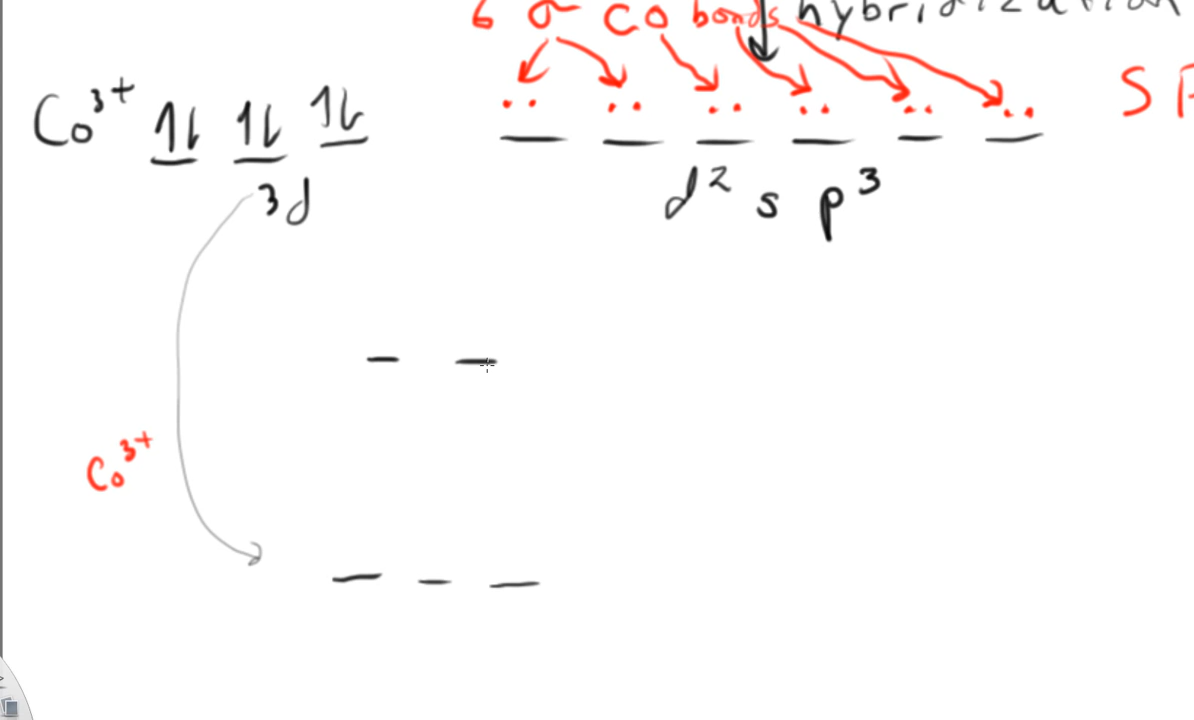 6 σ CO bonds hybridization
Co³⁺ 1l 1l 1l
3d
d² s p³
Co³⁺